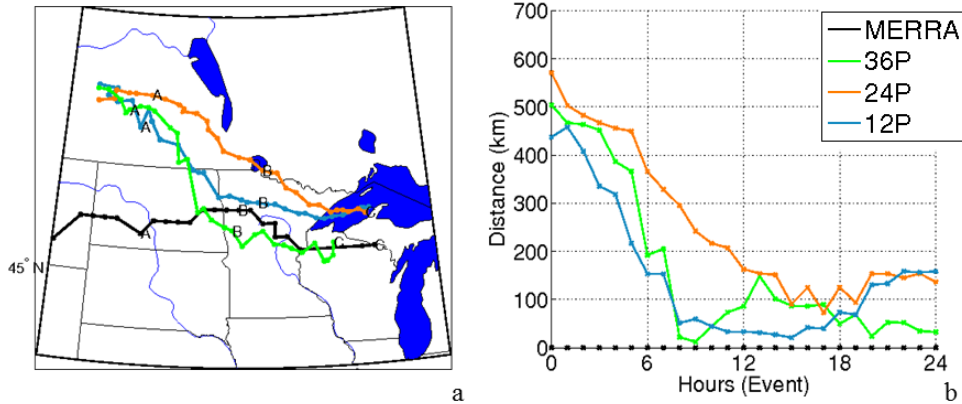 A
A
A
A
B
B
B
B
C
C
C
45° N
a
700
600
500
400
300
200
100
0
Distance (km)
0
6
12
18
24
Hours (Event)
MERRA
36P
24P
12P
b